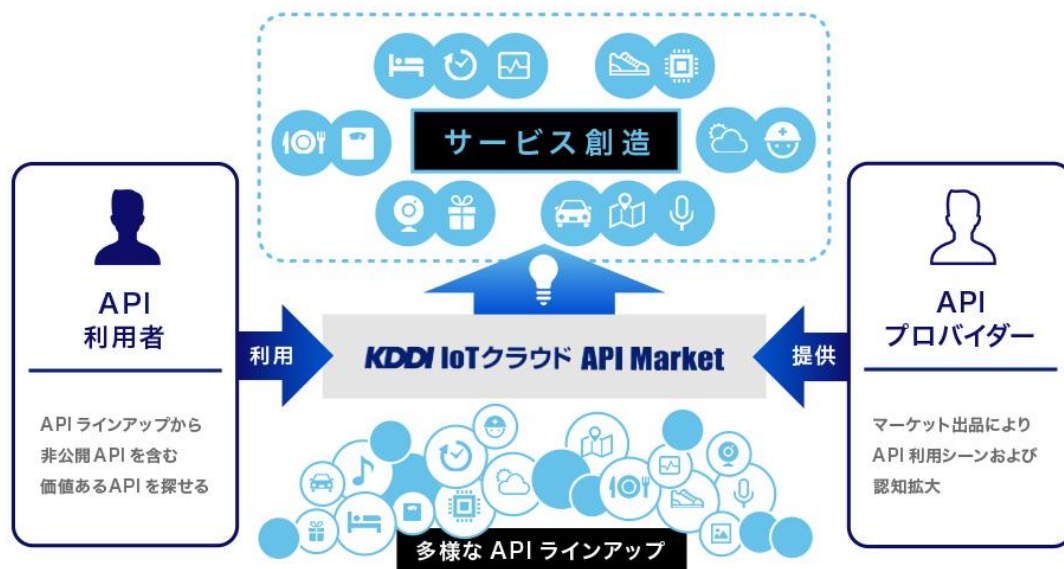 サービス創造
API
利用者
APIラインアップから
非公開APIを含む
価値あるAPIを探せる
利用
KDDI IoTクラウド API Market
提供
API
プロバイダー
マーケット出品により
API利用シーンおよび
認知拡大
多様な API ラインアップ